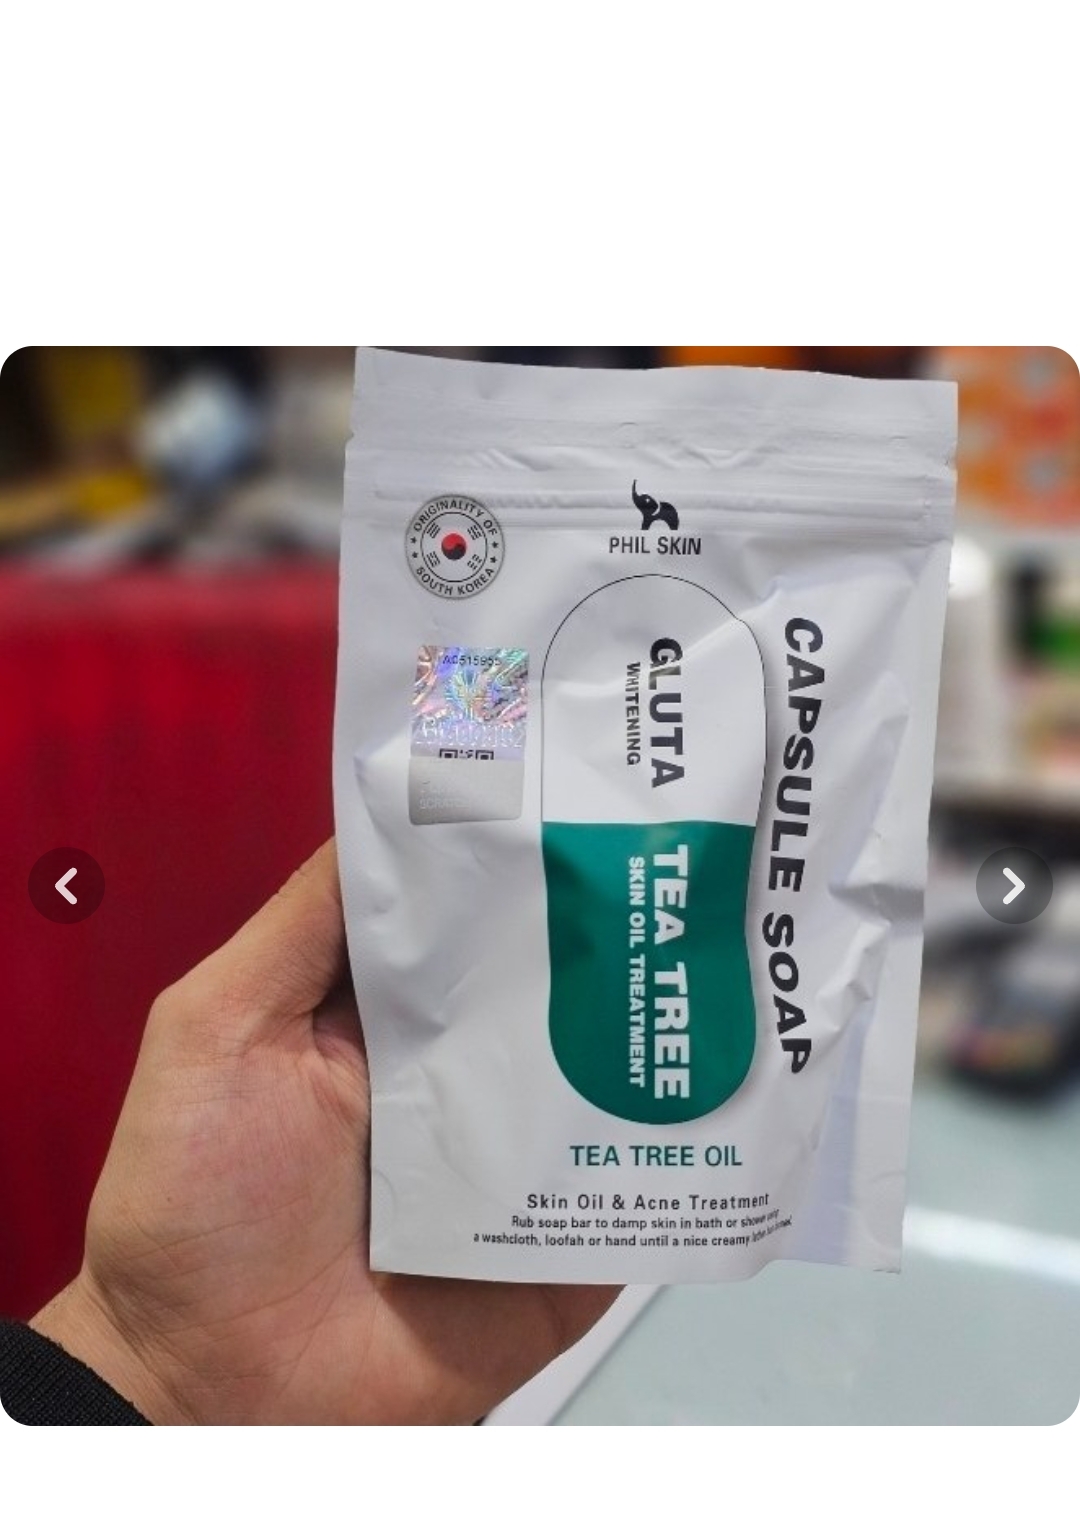 ORIGINALITY OF
SOUTH KOREA
PHIL SKIN
AC515955
SCRATCH
GLUTA
WHITENING
TEA TREE
SKIN OIL TREATMENT
CAPSULE SOAP
TEA TREE OIL
Skin Oil & Acne Treatment
Rub soap bar to damp skin in bath or shower
a washcloth, loofah or hand until a nice creamy